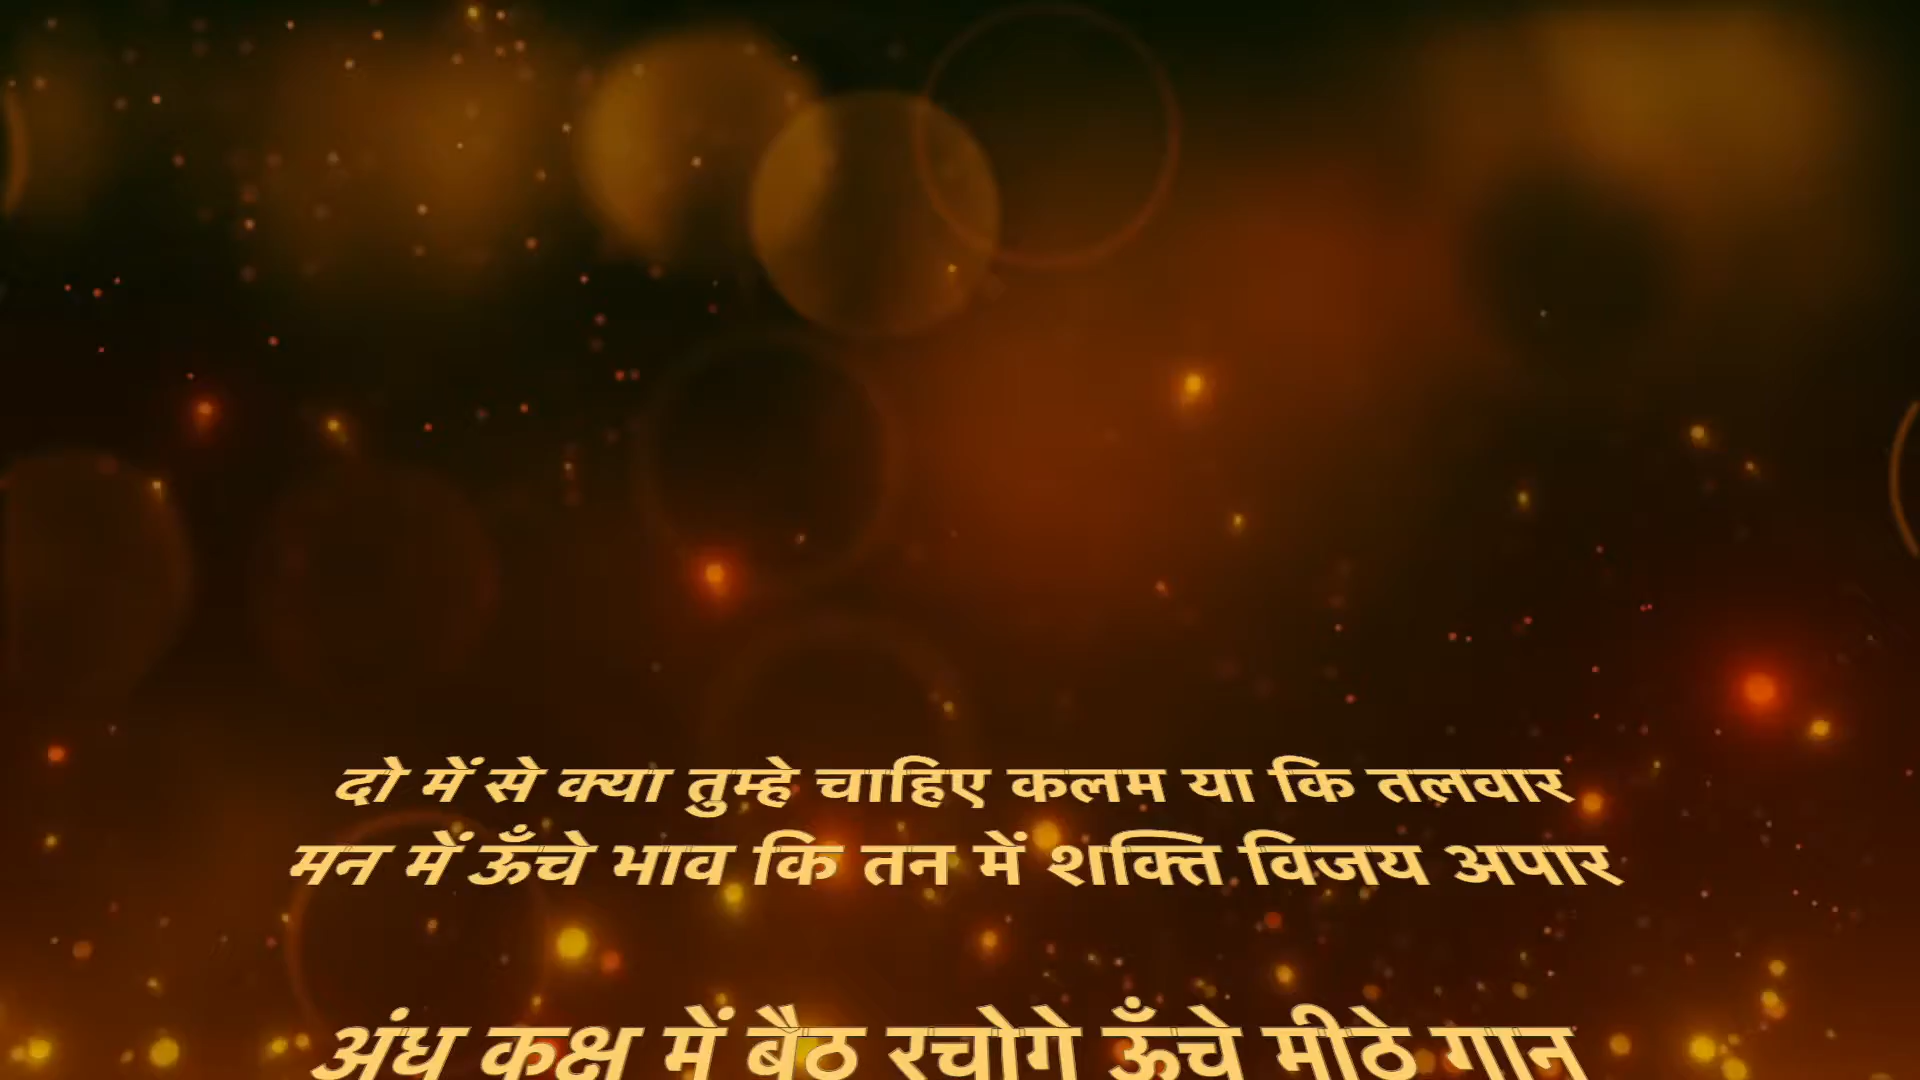 दो में से क्या तुम्हे चाहिए कलम या कि तलवार
मन में ऊँचे भाव कि तन में शक्ति विजय अपार
अंध कक्ष में बैठ रचोगे ऊँचे मीठे गान